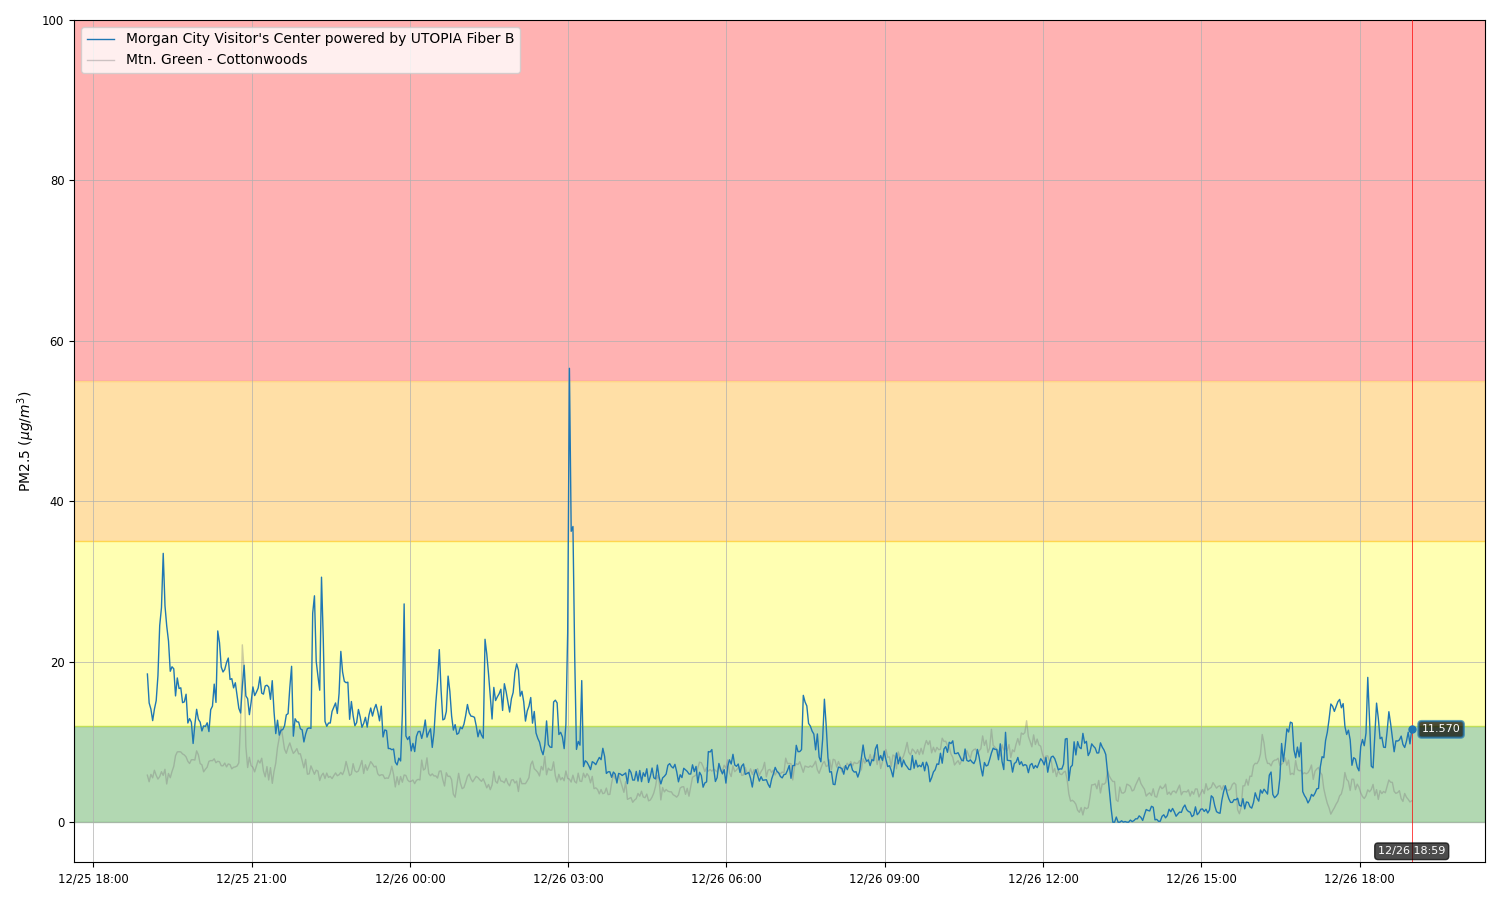 100
Morgan City Visitor's Center powered by UTOPIA Fiber B
Mtn. Green - Cottonwoods
80
60
PM2.5 (μg/m³)
40
20
11.570
0
12/26 18:59
12/25 18:00 12/25 21:00 12/26 00:00 12/26 03:00 12/26 06:00 12/26 09:00 12/26 12:00 12/26 15:00 12/26 18:00